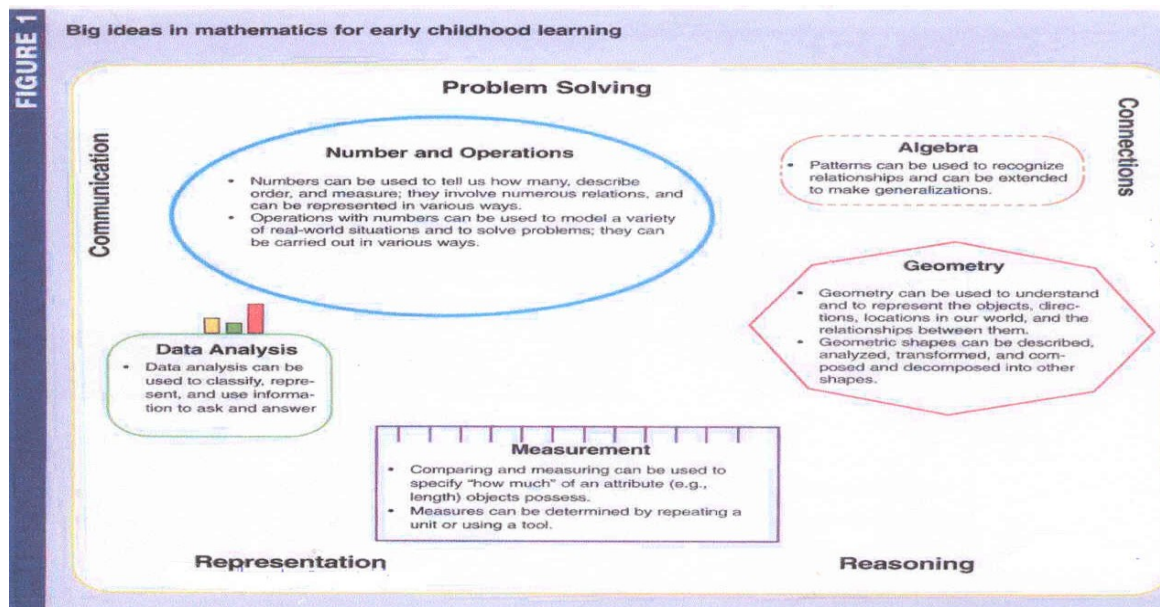 FIGURE 1
Big ideas in mathematics for early childhood learning
Problem Solving
Communication
Connections
Number and Operations
• Numbers can be used to tell us how many, describe
order, and measure; they involve numerous relations, and
can be represented in various ways.
• Operations with numbers can be used to model a variety
of real-world situations and to solve problems; they can
be carried out in various ways.
Algebra
• Patterns can be used to recognize
relationships and can be extended
to make generalizations.
Geometry
• Geometry can be used to understand
and to represent the objects, direc-
tions, locations in our world, and the
relationships between them.
• Geometric shapes can be described,
analyzed, transformed, and com-
posed and decomposed into other
shapes.
Data Analysis
• Data analysis can be
used to classify, repre-
sent, and use informa-
tion to ask and answer
Measurement
• Comparing and measuring can be used to
specify "how much" of an attribute (e.g.,
length) objects possess.
• Measures can be determined by repeating a
unit or using a tool.
Representation
Reasoning